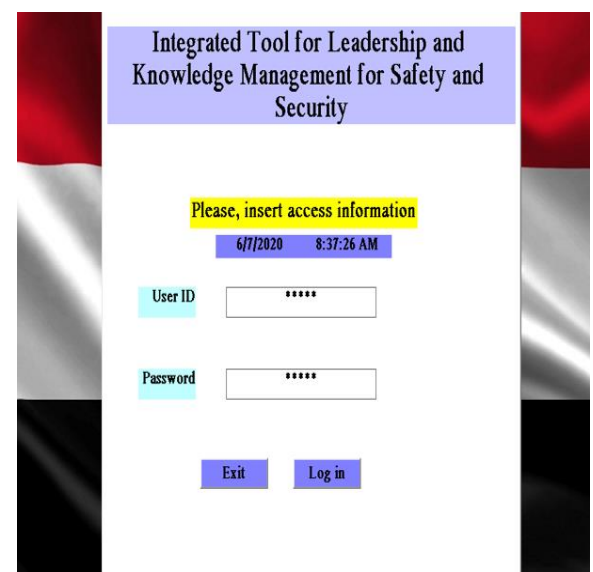 Integrated Tool for Leadership and
Knowledge Management for Safety and
Security
Please, insert access information
6/7/2020 8:37:26 AM
User ID *****
Password *****
Exit Log in